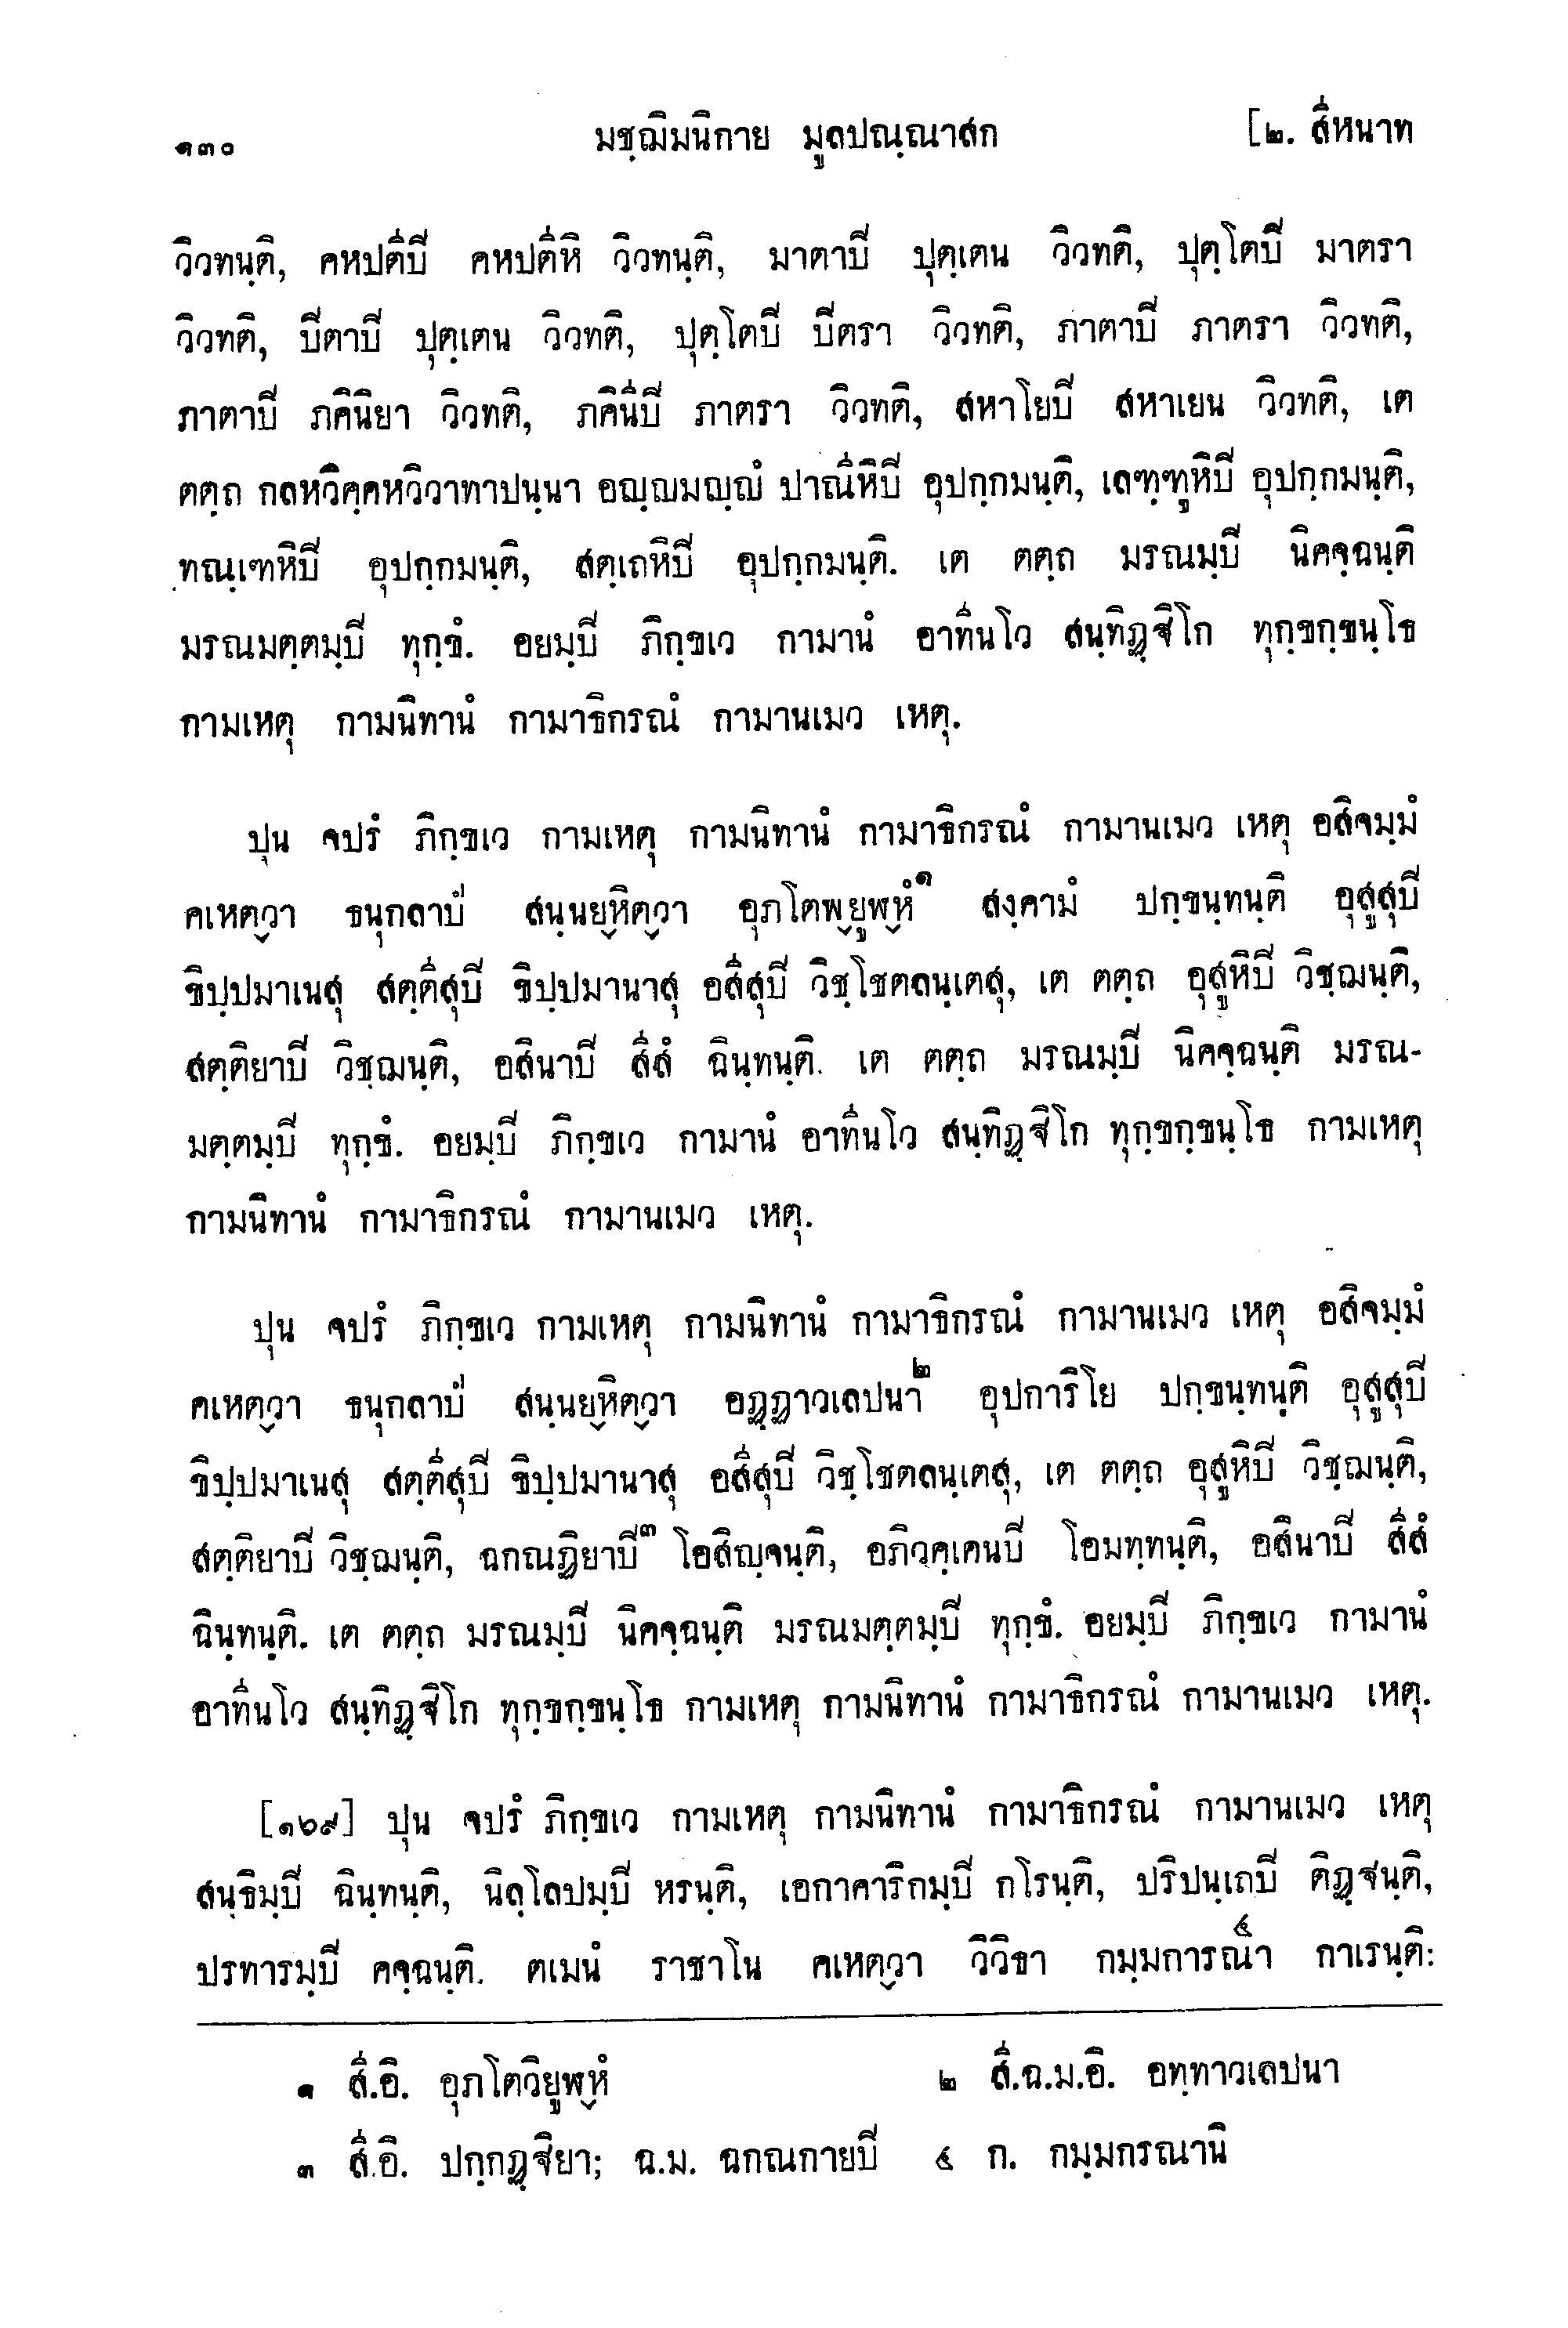 ๑๓๐ มชฺฌิมนิกาย มูลปณฺณาสก [๒. สีหนาท
วิวทนฺติ, คหปตีปิ คหปตีหิ วิวทนฺติ, มาตาปิ ปุตฺเตน วิวทติ, ปุตฺโตปิ มาตรา
วิวทติ, ปิตาปิ ปุตฺเตน วิวทติ, ปุตฺโตปิ ปิตรา วิวทติ, ภาตาปิ ภาตรา วิวทติ,
ภาตาปิ ภคินิยา วิวทติ, ภคินีปิ ภาตรา วิวทติ, สหาโยปิ สหาเยน วิวทติ, เต
ตตฺถ กลหวิคฺคหวิวาทาปนฺนา อญฺญมญฺญํ ปาณีหิปิ อุปกฺกมนฺติ, เลฑฺฑูหิปิ อุปกฺกมนฺติ,
ทณฺเฑหิปิ อุปกฺกมนฺติ, สตฺเถหิปิ อุปกฺกมนฺติ. เต ตตฺถ มรณมฺปิ นิคจฺฉนฺติ
มรณมตฺตมฺปิ ทุกฺขํ. อยมฺปิ ภิกฺขเว กามานํ อาทีนโว สนฺทิฏฺฐิโก ทุกฺขกฺขนฺโธ
กามเหตุ กามนิทานํ กามาธิกรณํ กามานเมว เหตุ.
ปุน จปรํ ภิกฺขเว กามเหตุ กามนิทานํ กามาธิกรณํ กามานเมว เหตุ อสิจมฺมํ
คเหต๎วา ธนุกลาปํ สนฺนย๎หิต๎วา อุภโตพ๎ยูฬ๎หํ๑ สงฺคามํ ปกฺขนฺทนฺติ อุสูสุปิ
ขิปฺปมาเนสุ สตฺตีสุปิ ขิปฺปมานาสุ อสีสุปิ วิชฺโชตลนฺเตสุ, เต ตตฺถ อุสูหิปิ วิชฺฌนฺติ,
สตฺติยาปิ วิชฺฌนฺติ, อสินาปิ สีสํ ฉินฺทนฺติ. เต ตตฺถ มรณมฺปิ นิคจฺฉนฺติ มรณ-
มตฺตมฺปิ ทุกฺขํ. อยมฺปิ ภิกฺขเว กามานํ อาทีนโว สนฺทิฏฺฐิโก ทุกฺขกฺขนฺโธ กามเหตุ
กามนิทานํ กามาธิกรณํ กามานเมว เหตุ.
ปุน จปรํ ภิกฺขเว กามเหตุ กามนิทานํ กามาธิกรณํ กามานเมว เหตุ อสิจมฺมํ
คเหต๎วา ธนุกลาปํ สนฺนย๎หิต๎วา อฏฺฏาวเลปนา๒ อุปการิโย ปกฺขนฺทนฺติ อุสูสุปิ
ขิปฺปมาเนสุ สตฺตีสุปิ ขิปฺปมานาสุ อสีสุปิ วิชฺโชตลนฺเตสุ, เต ตตฺถ อุสูหิปิ วิชฺฌนฺติ,
สตฺติยาปิ วิชฺฌนฺติ, ฉกณฏิยาปิ๓ โอสิญฺจนฺติ, อภิวคฺเคนปิ โอมทฺทนฺติ, อสินาปิ สีสํ
ฉินฺทนฺติ. เต ตตฺถ มรณมฺปิ นิคจฺฉนฺติ มรณมตฺตมฺปิ ทุกฺขํ. อยมฺปิ ภิกฺขเว กามานํ
อาทีนโว สนฺทิฏฺฐิโก ทุกฺขกฺขนฺโธ กามเหตุ กามนิทานํ กามาธิกรณํ กามานเมว เหตุ.
[๑๖๙] ปุน จปรํ ภิกฺขเว กามเหตุ กามนิทานํ กามาธิกรณํ กามานเมว เหตุ
สนฺธิมฺปิ ฉินฺทนฺติ, นิลฺโลปมฺปิ หรนฺติ, เอกาคาริกมฺปิ กโรนฺติ, ปริปนฺเถปิ ติฏฺฐนฺติ,
ปรทารมฺปิ คจฺฉนฺติ. ตเมนํ ราชาโน คเหต๎วา วิวิธา กมฺมการณา๔ กาเรนฺติ:
๑ สี.อิ. อุภโตวิยูฬ๎หํ ๒ สี.ฉ.ม.อิ. อทฺทาวเลปนา
๓ สี.อิ. ปกฺกฏฺฐิยา; ฉ.ม. ฉกณกายปิ ๔ ก. กมฺมกรณานิ